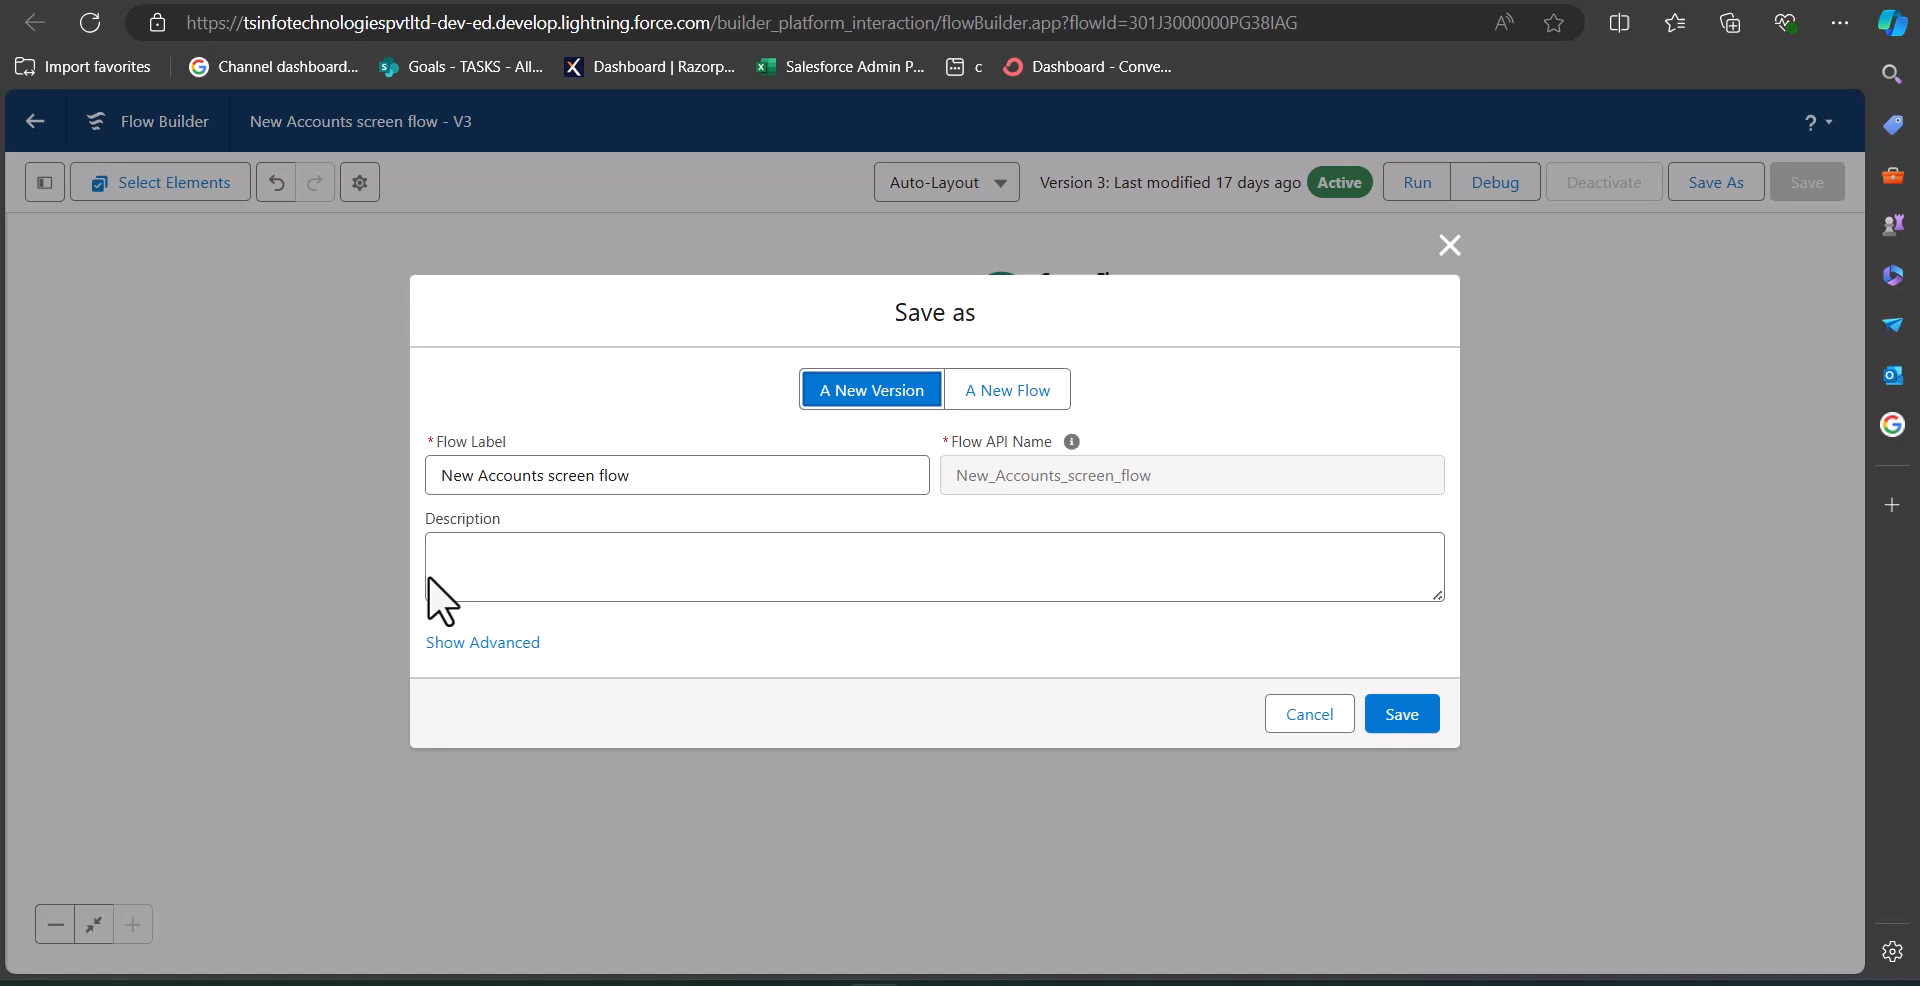 https://tsinfotechnologiespvtltd-dev-ed.develop.lightning.force.com/builder_platform_interaction/flowBuilder.app?flowId=301J3000000PG38IAG
Import favorites Channel dashboard... Goals - TASKS - All... Dashboard | Razorp... Salesforce Admin P... c Dashboard - Conve...
Flow Builder New Accounts screen flow - V3 ?
Select Elements Auto-Layout Version 3: Last modified 17 days ago Active Run Debug Deactivate Save As Save
Save as
A New Version A New Flow
*Flow Label *Flow API Name
New Accounts screen flow New_Accounts_screen_flow
Description
Show Advanced
Cancel Save